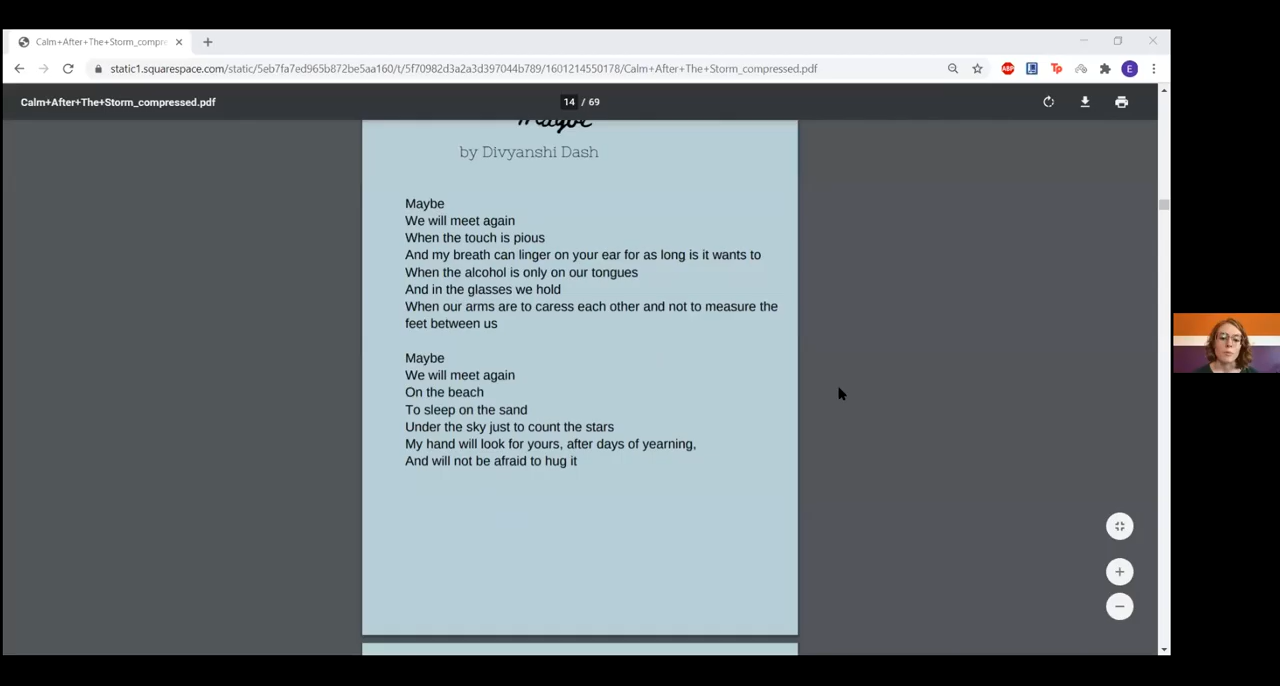 Calm+After+The+Storm_compre
static1.squarespace.com/static/5eb7fa7ed965b872be5aa160/t/5f70982d3a2a3d397044b789/1601214550178/Calm+After+The+Storm_compressed.pdf
ABP
Tp
E
Calm+After+The+Storm_compressed.pdf
14 / 69
Maybe
by Divyanshi Dash
Maybe
We will meet again
When the touch is pious
And my breath can linger on your ear for as long is it wants to
When the alcohol is only on our tongues
And in the glasses we hold
When our arms are to caress each other and not to measure the
feet between us
Maybe
We will meet again
On the beach
To sleep on the sand
Under the sky just to count the stars
My hand will look for yours, after days of yearning,
And will not be afraid to hug it